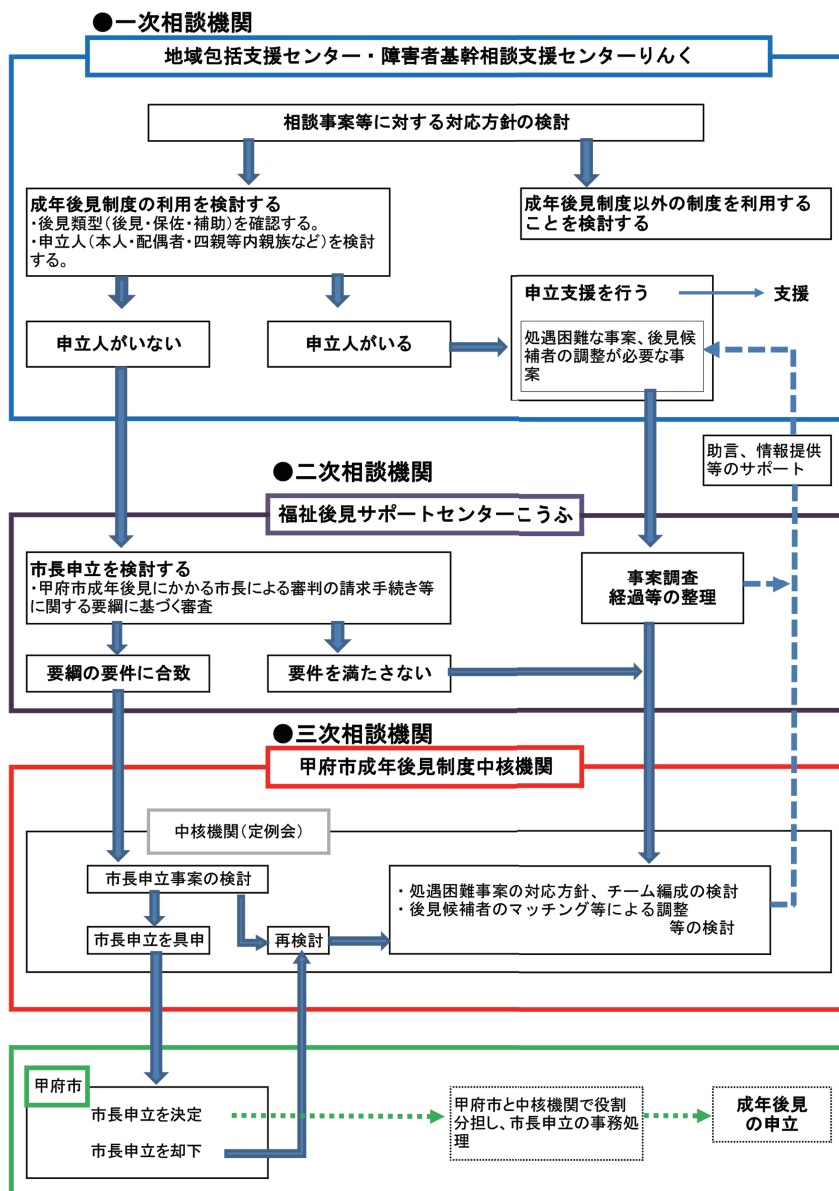 ●一次相談機関
地域包括支援センター・障害者基幹相談支援センターりんく
相談事案等に対する対応方針の検討
成年後見制度の利用を検討する
・後見類型(後見・保佐・補助)を確認する。
・申立人(本人・配偶者・四親等内親族など)を検討
する。
成年後見制度以外の制度を利用する
ことを検討する
申立人がいない
申立人がいる
申立支援を行う
支援
処遇困難な事案、後見候
補者の調整が必要な事
案
助言、情報提供
等のサポート
●二次相談機関
福祉後見サポートセンターこうふ
市長申立を検討する
・甲府市成年後見にかかる市長による審判の請求手続き等
に関する要綱に基づく審査
事案調査
経過等の整理
要綱の要件に合致
要件を満たさない
●三次相談機関
甲府市成年後見制度中核機関
中核機関(定例会)
市長申立事案の検討
・処遇困難事案の対応方針、チーム編成の検討
・後見候補者のマッチング等による調整
等の検討
市長申立を具申
再検討
甲府市
市長申立を決定
市長申立を却下
甲府市と中核機関で役割
分担し、市長申立の事務処
理
成年後見
の申立